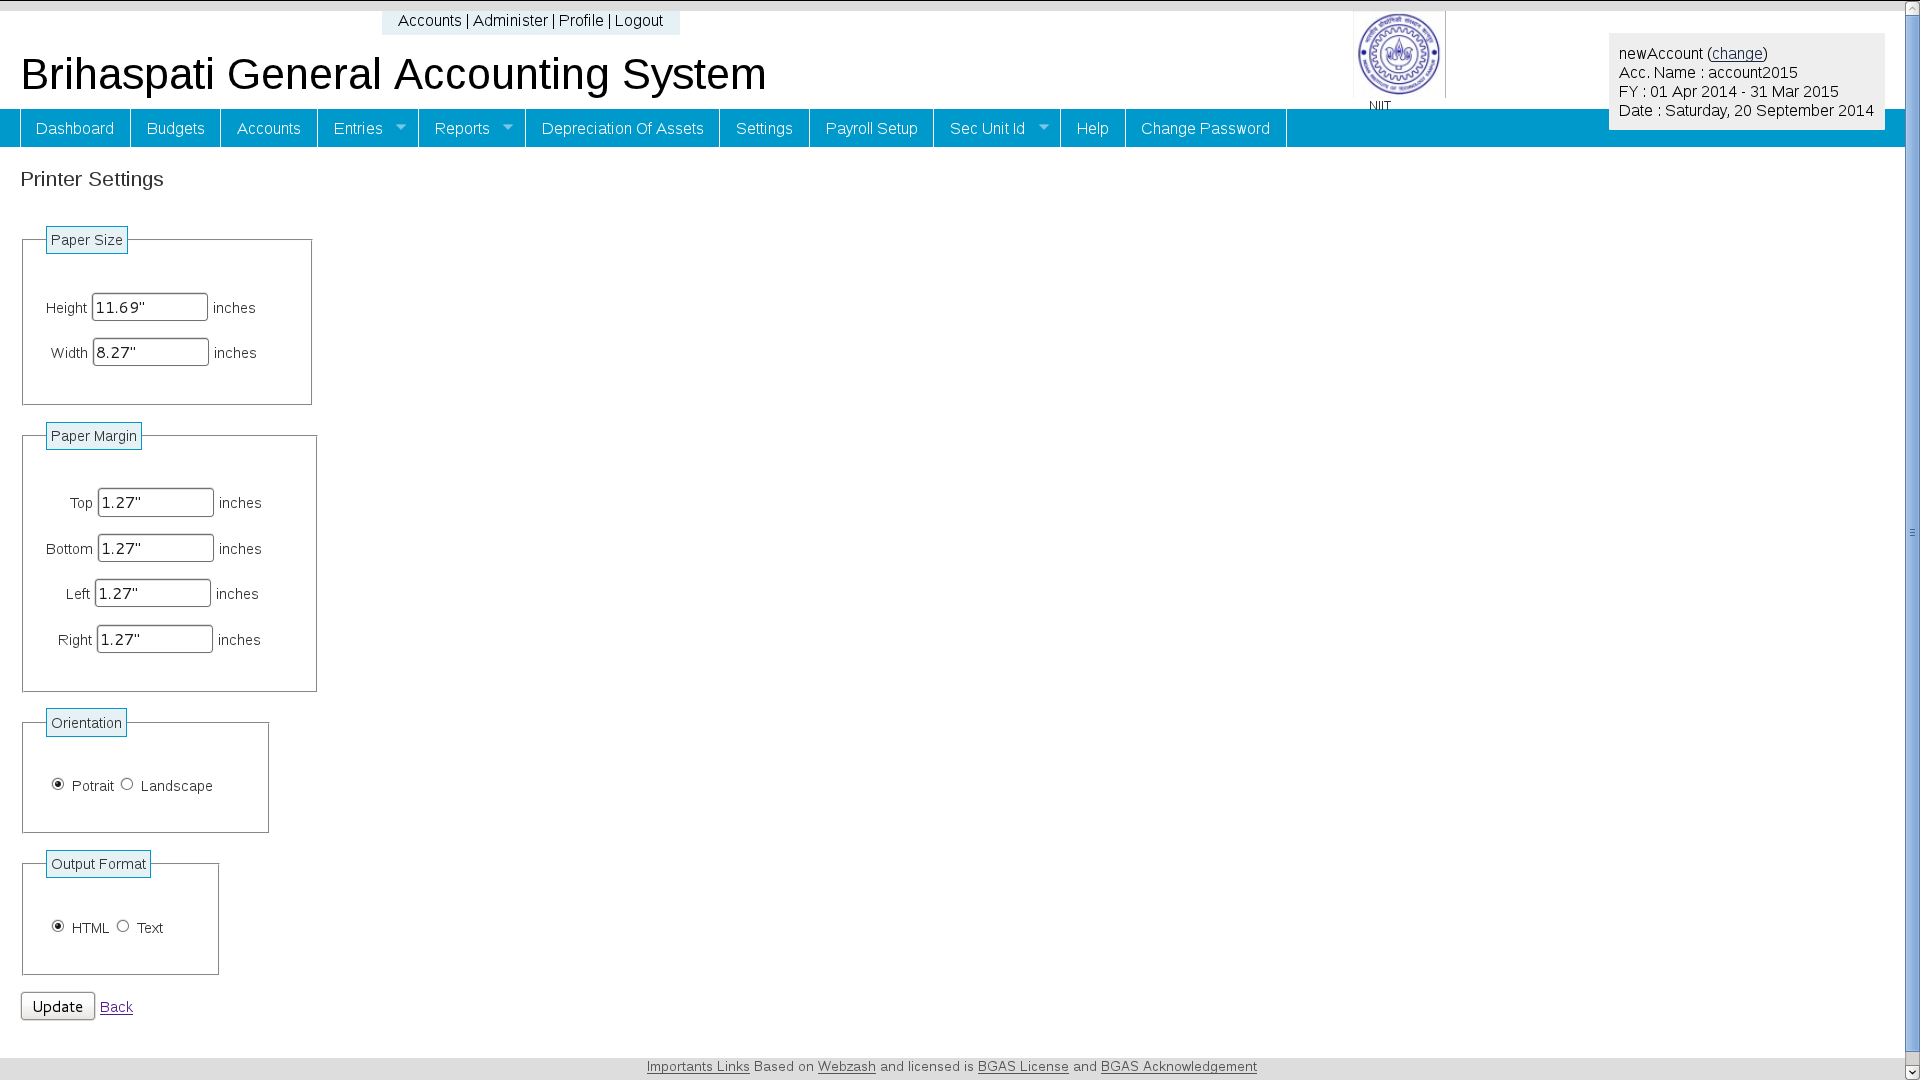 Accounts | Administer | Profile | Logout
Brihaspati General Accounting System
NIIT
newAccount (change)
Acc. Name : account2015
FY : 01 Apr 2014 - 31 Mar 2015
Date : Saturday, 20 September 2014
Dashboard Budgets Accounts Entries Reports Depreciation Of Assets Settings Payroll Setup Sec Unit Id Help Change Password
Printer Settings
Paper Size
Height 11.69" inches
Width 8.27" inches
Paper Margin
Top 1.27" inches
Bottom 1.27" inches
Left 1.27" inches
Right 1.27" inches
Orientation
Potrait Landscape
Output Format
HTML Text
Update Back
Importants Links Based on Webzash and licensed is BGAS License and BGAS Acknowledgement